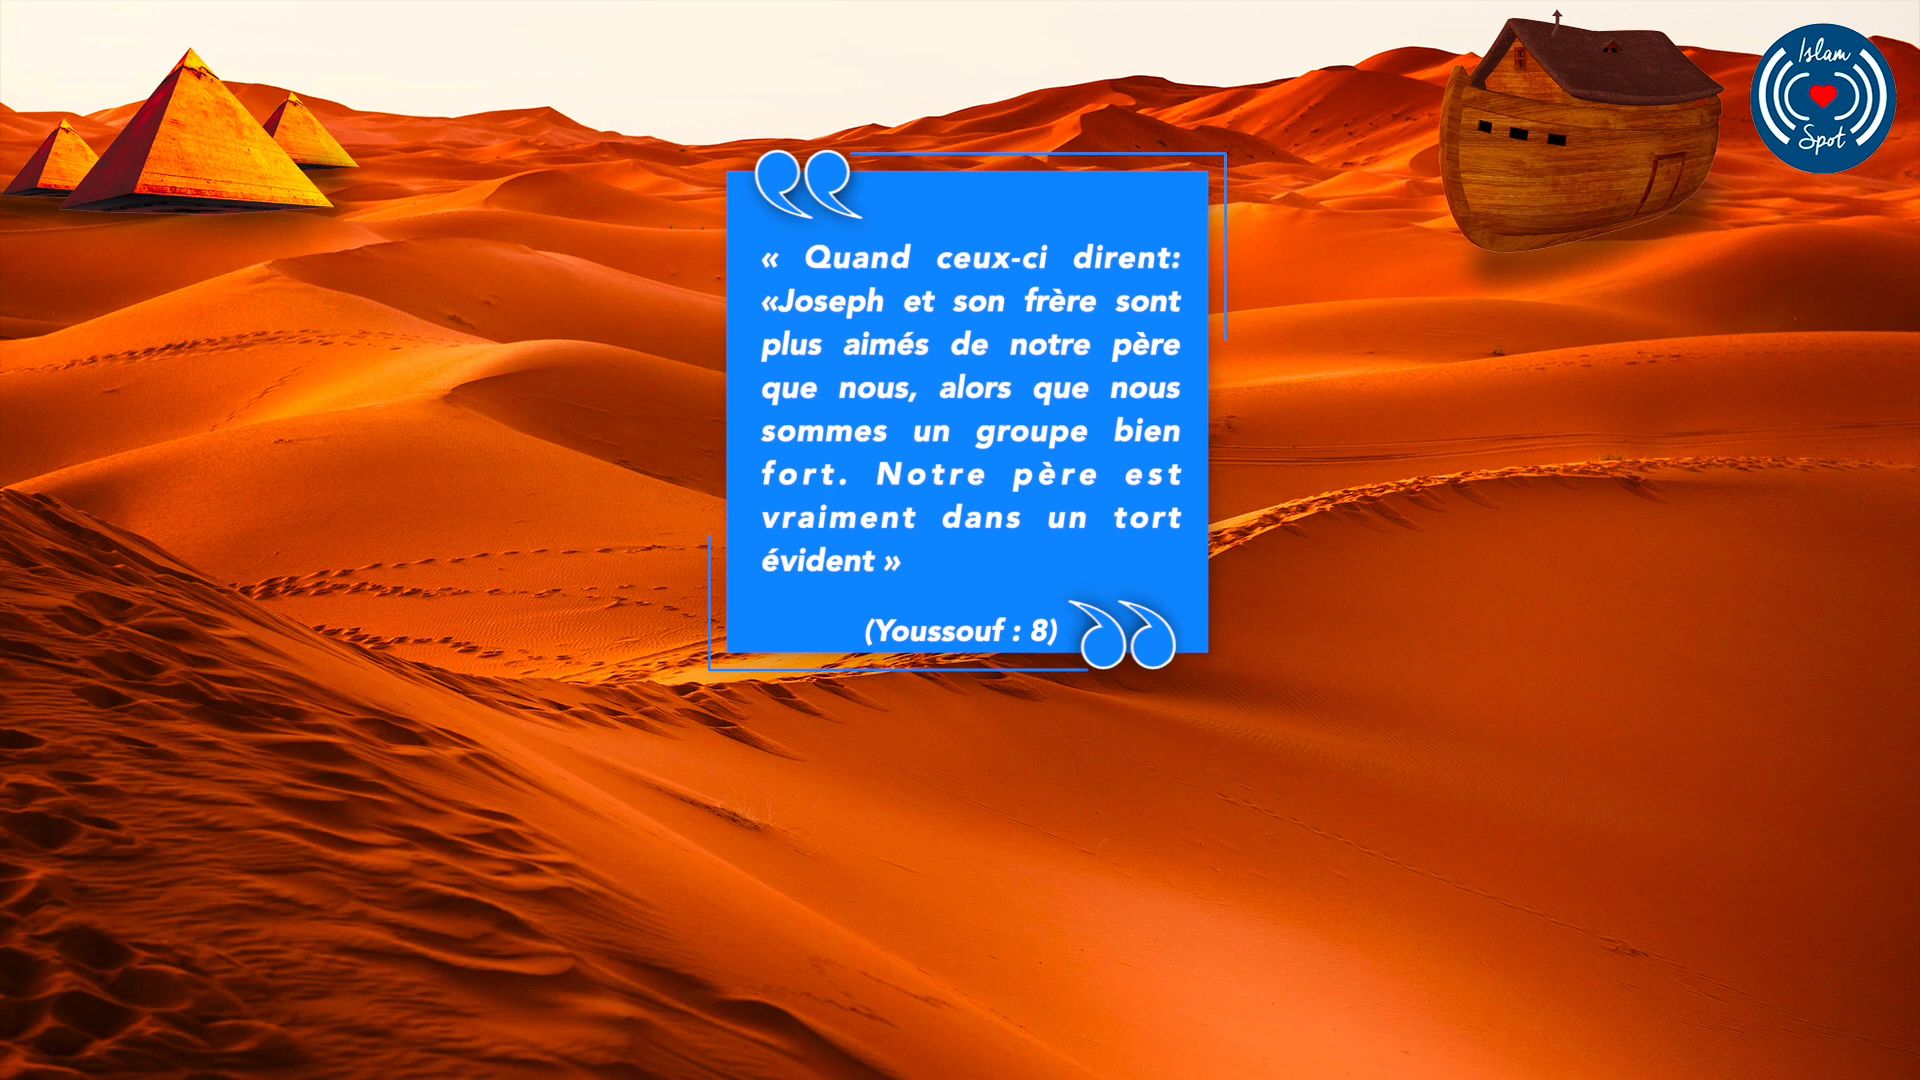 Islam
Spot
« Quand ceux-ci dirent:
«Joseph et son frère sont
plus aimés de notre père
que nous, alors que nous
sommes un groupe bien
fort. Notre père est
vraiment dans un tort
évident »
(Youssouf : 8)